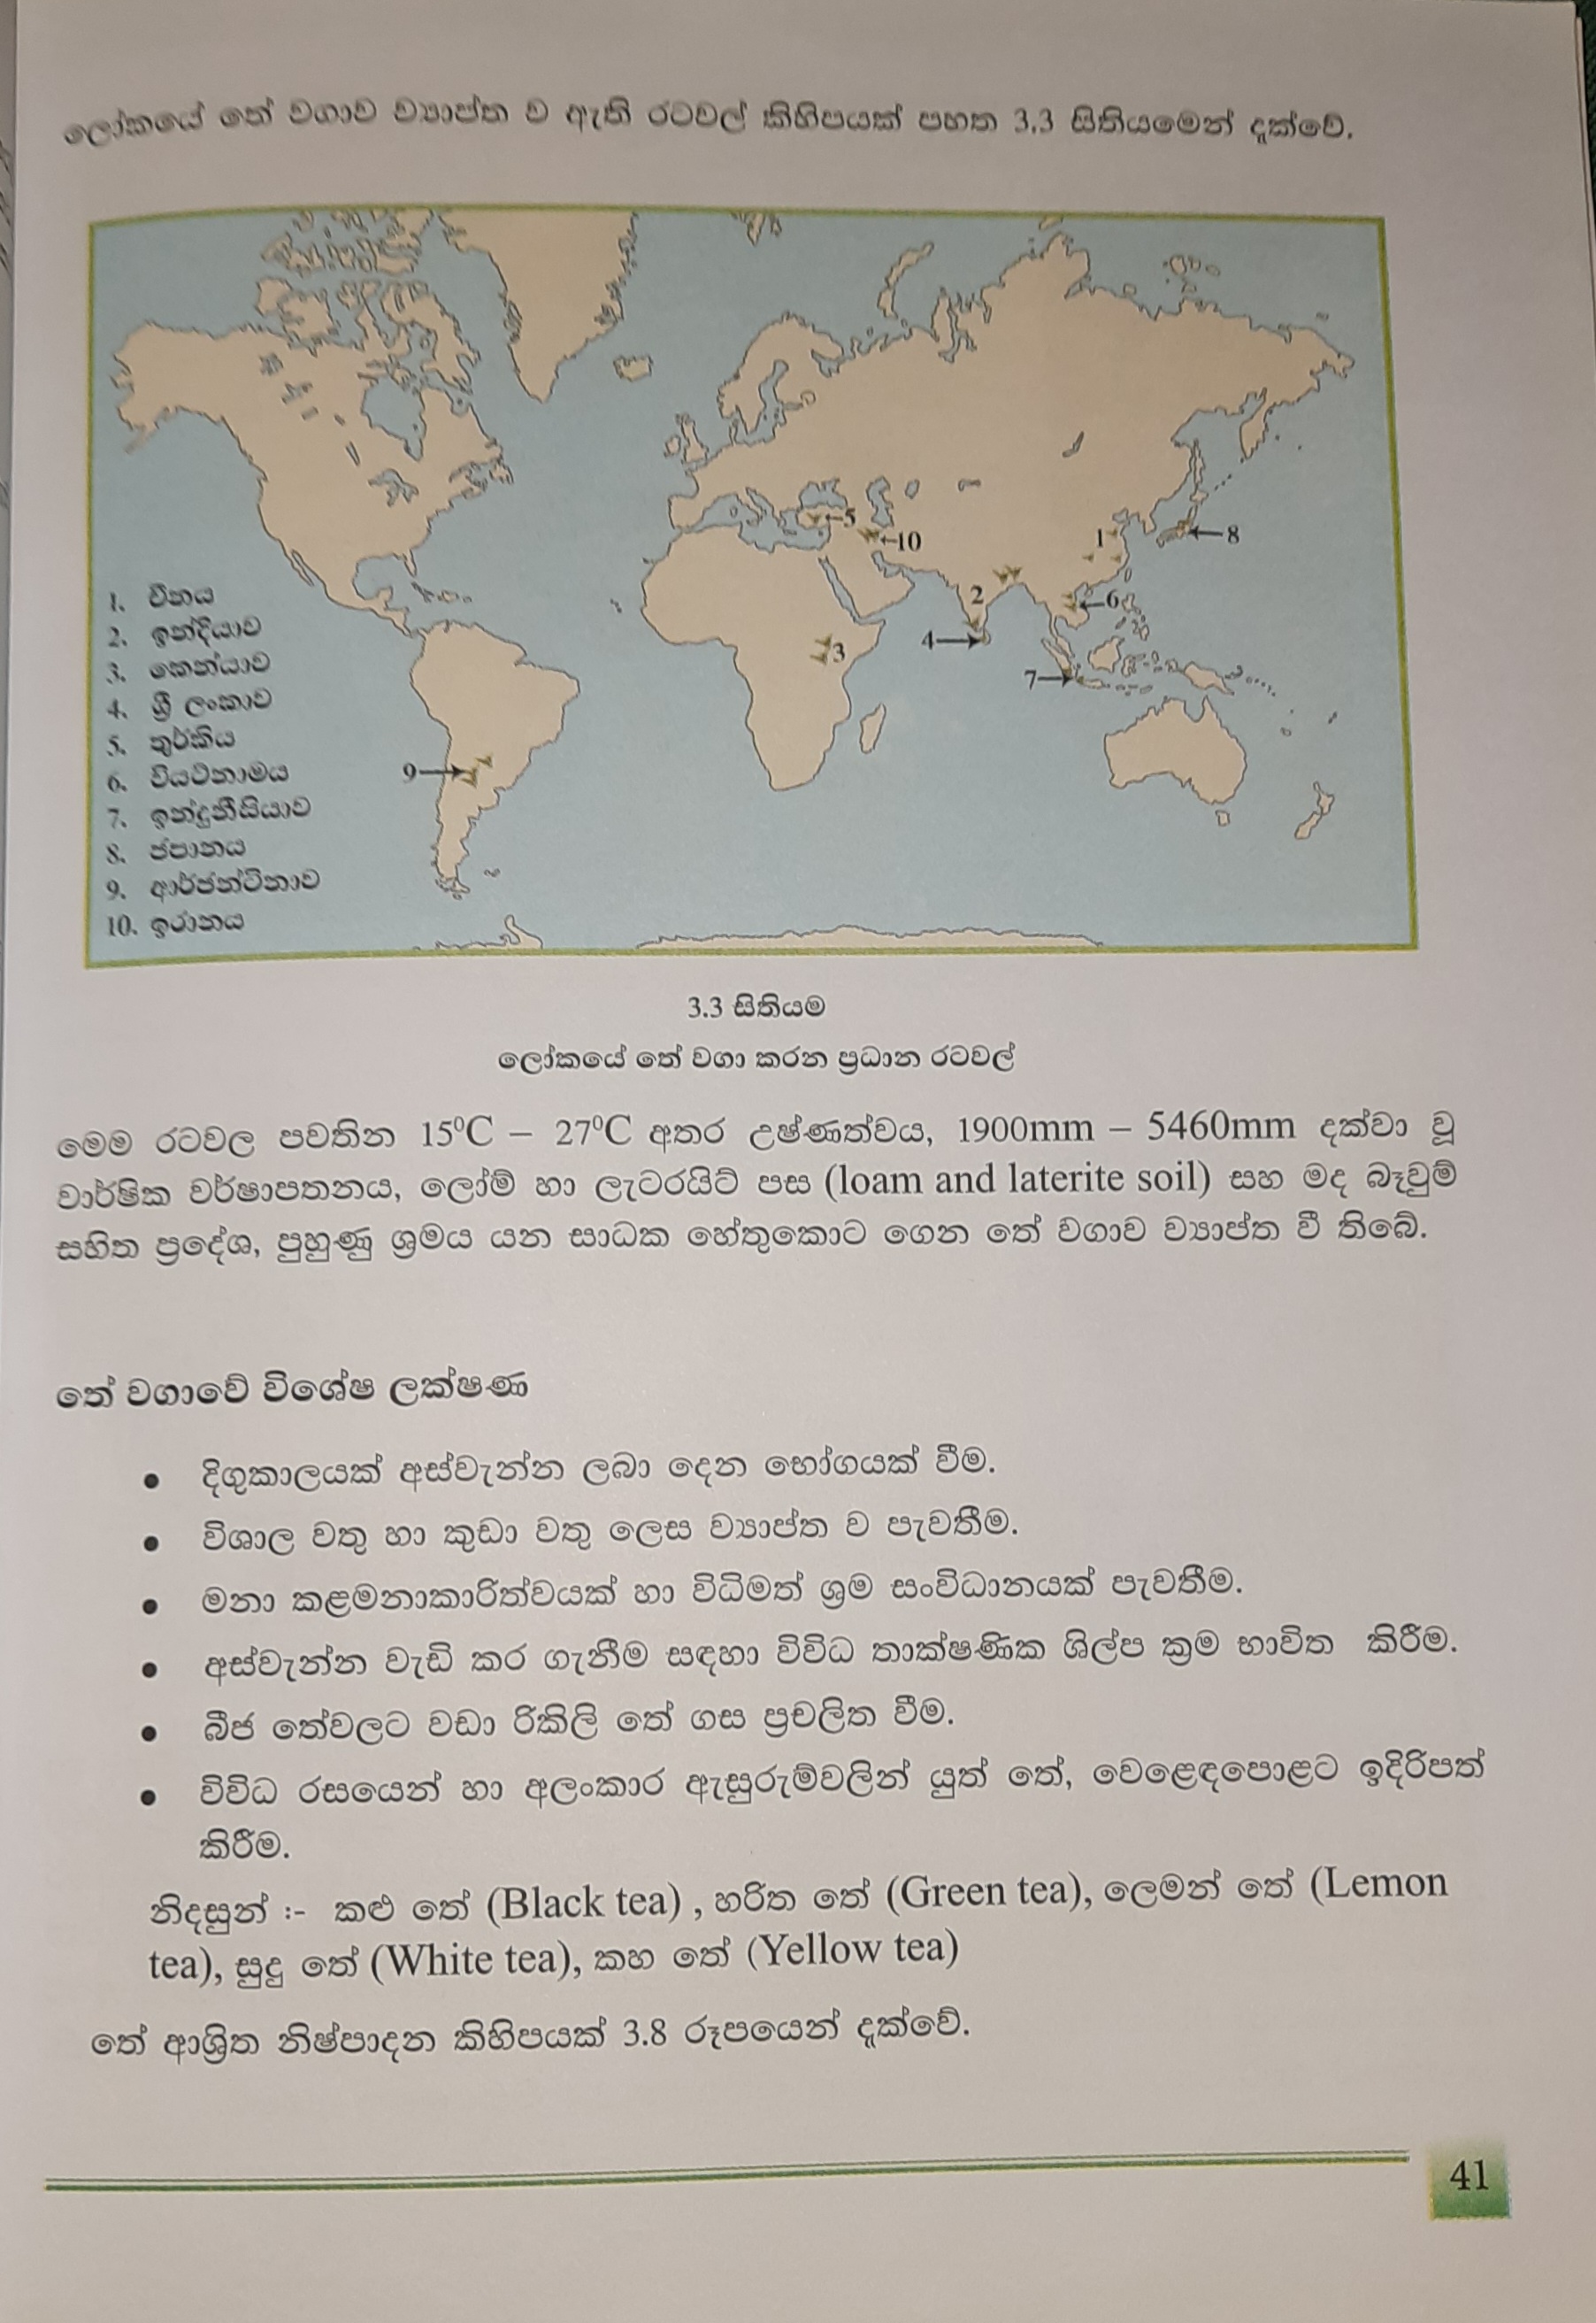 ලෝකයේ තේ වගාව ව්‍යාප්ත ව ඇති රටවල් කිහිපයක් පහත 3.3 සිතියමෙන් දැක්වේ.
5
10
1
8
2
6
4
3
7
9
1. චීනය
2. ඉන්දියාව
3. කෙන්යාව
4. ශ්‍රී ලංකාව
5. තුර්කිය
6. වියට්නාමය
7. ඉන්දුනීසියාව
8. ජපානය
9. ආර්ජන්ටිනාව
10. ඉරානය
3.3 සිතියම
ලෝකයේ තේ වගා කරන ප්‍රධාන රටවල්
මෙම රටවල පවතින 15⁰C – 27⁰C අතර උෂ්ණත්වය, 1900mm – 5460mm දක්වා වූ
වාර්ෂික වර්ෂාපතනය, ලෝම් හා ලැටරයිට් පස (loam and laterite soil) සහ මද බෑවුම්
සහිත ප්‍රදේශ, පුහුණු ශ්‍රමය යන සාධක හේතුකොට ගෙන තේ වගාව ව්‍යාප්ත වී තිබේ.
තේ වගාවේ විශේෂ ලක්ෂණ
• දිගුකාලයක් අස්වැන්න ලබා දෙන භෝගයක් වීම.
• විශාල වතු හා කුඩා වතු ලෙස ව්‍යාප්ත ව පැවතීම.
• මනා කළමනාකාරිත්වයක් හා විධිමත් ශ්‍රම සංවිධානයක් පැවතීම.
• අස්වැන්න වැඩි කර ගැනීම සඳහා විවිධ තාක්ෂණික ශිල්ප ක්‍රම භාවිත කිරීම.
• බීජ තේවලට වඩා රිකිලි තේ ගස ප්‍රචලිත වීම.
• විවිධ රසයෙන් හා අලංකාර ඇසුරුම්වලින් යුත් තේ, වෙළෙඳපොළට ඉදිරිපත්
කිරීම.
නිදසුන් :- කළු තේ (Black tea) , හරිත තේ (Green tea), ලෙමන් තේ (Lemon
tea), සුදු තේ (White tea), කහ තේ (Yellow tea)
තේ ආශ්‍රිත නිෂ්පාදන කිහිපයක් 3.8 රූපයෙන් දැක්වේ.
41